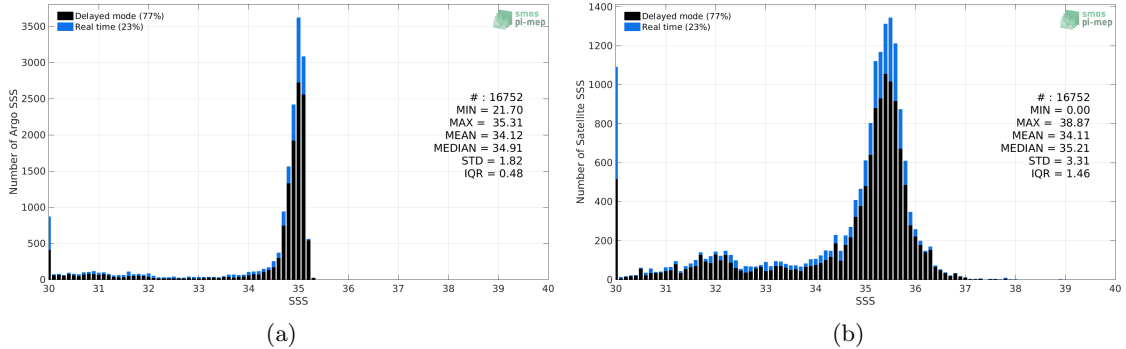 Delayed mode (77%)
Real time (23%)
smos
pi-mep
Number of Argo SSS
3500
3000
2500
2000
1500
1000
500
0
# : 16752
MIN = 21.70
MAX = 35.31
MEAN = 34.12
MEDIAN = 34.91
STD = 1.82
IQR = 0.48
30 31 32 33 34 35 36 37 38 39 40
SSS
(a)
Delayed mode (77%)
Real time (23%)
smos
pi-mep
Number of Satellite SSS
1400
1200
1000
800
600
400
200
0
# : 16752
MIN = 0.00
MAX = 38.87
MEAN = 34.11
MEDIAN = 35.21
STD = 3.31
IQR = 1.46
30 31 32 33 34 35 36 37 38 39 40
SSS
(b)